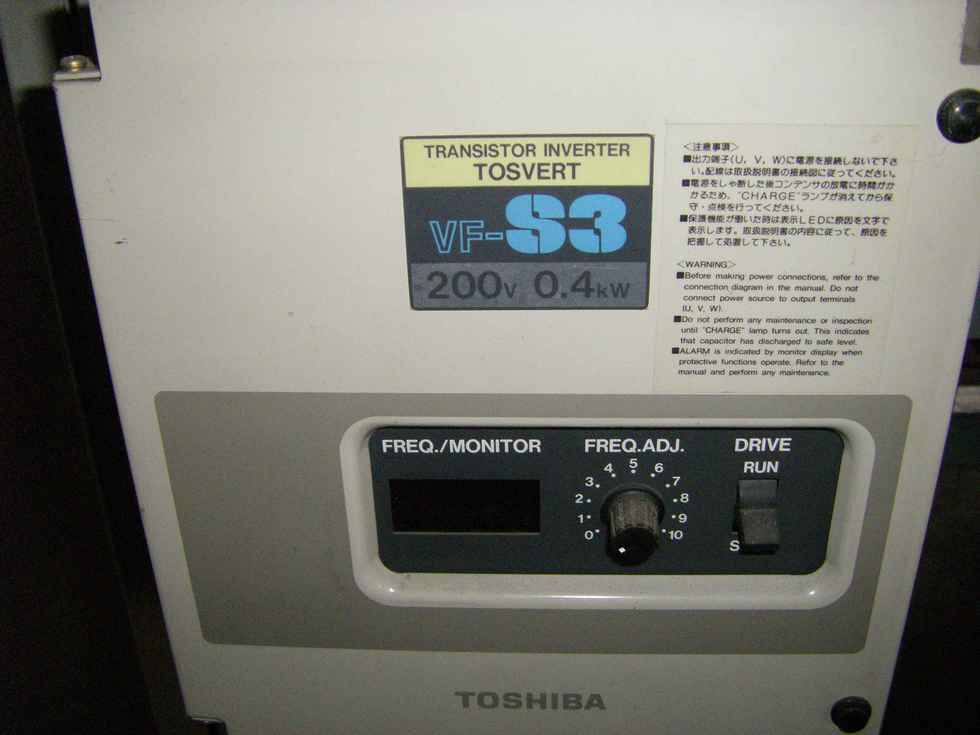 TRANSISTOR INVERTER
TOSVERT
VF-S3
200V 0.4kW
<注意事項>
■出力端子(U, V, W)に電源を接続しないで下さ
い。配線は取扱説明書の接続図に従ってください。
■電源をしゃ断した後コンデンサの放電に時間がか
かるため、"CHARGE"ランプが消えてから保
守・点検を行ってください。
■保護機能が働いた時は表示LEDに原因を文字で
表示します。取扱説明書の内容に従って、原因を
把握して処置して下さい。
<WARNING>
■Before making power connections, refer to the
connection diagram in the manual. Do not
connect power source to output terminals
(U, V, W).
■Do not perform any maintenance or inspection
until "CHARGE" lamp turns out. This indicates
that capacitor has discharged to safe level.
■ALARM is indicated by monitor display when
protective functions operate. Refer to the
manual and perform any maintenance.
FREQ./MONITOR
FREQ.ADJ.
0 1 2 3 4 5 6 7 8 9 10
DRIVE
RUN
S
TOSHIBA